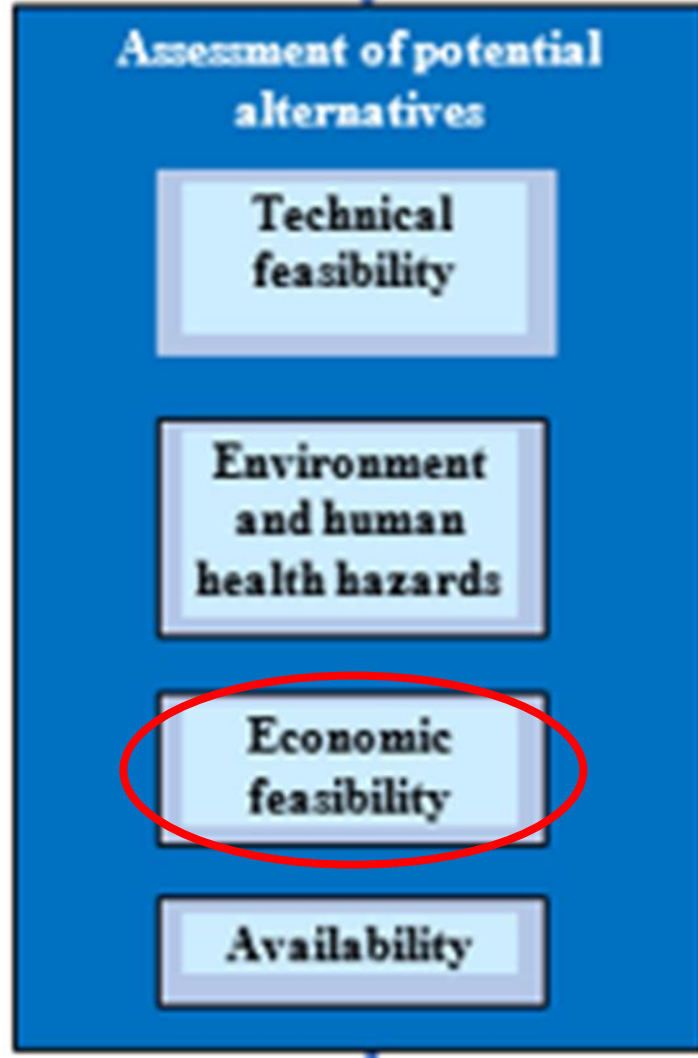 Assessment of potential
alternatives
Technical
feasibility
Environment
and human
health hazards
Economic
feasibility
Availability